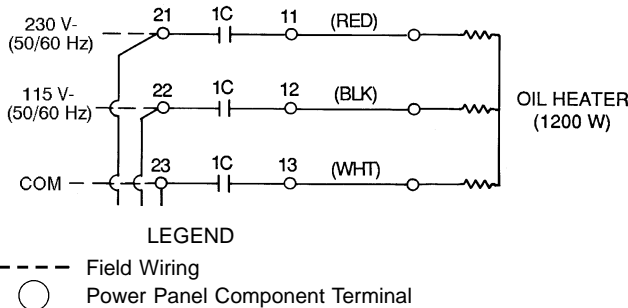 21 1C 11 (RED)
230 V-
(50/60 Hz)
22 1C 12 (BLK)
115 V-
(50/60 Hz)
OIL HEATER
(1200 W)
23 1C 13 (WHT)
COM
LEGEND
Field Wiring
Power Panel Component Terminal